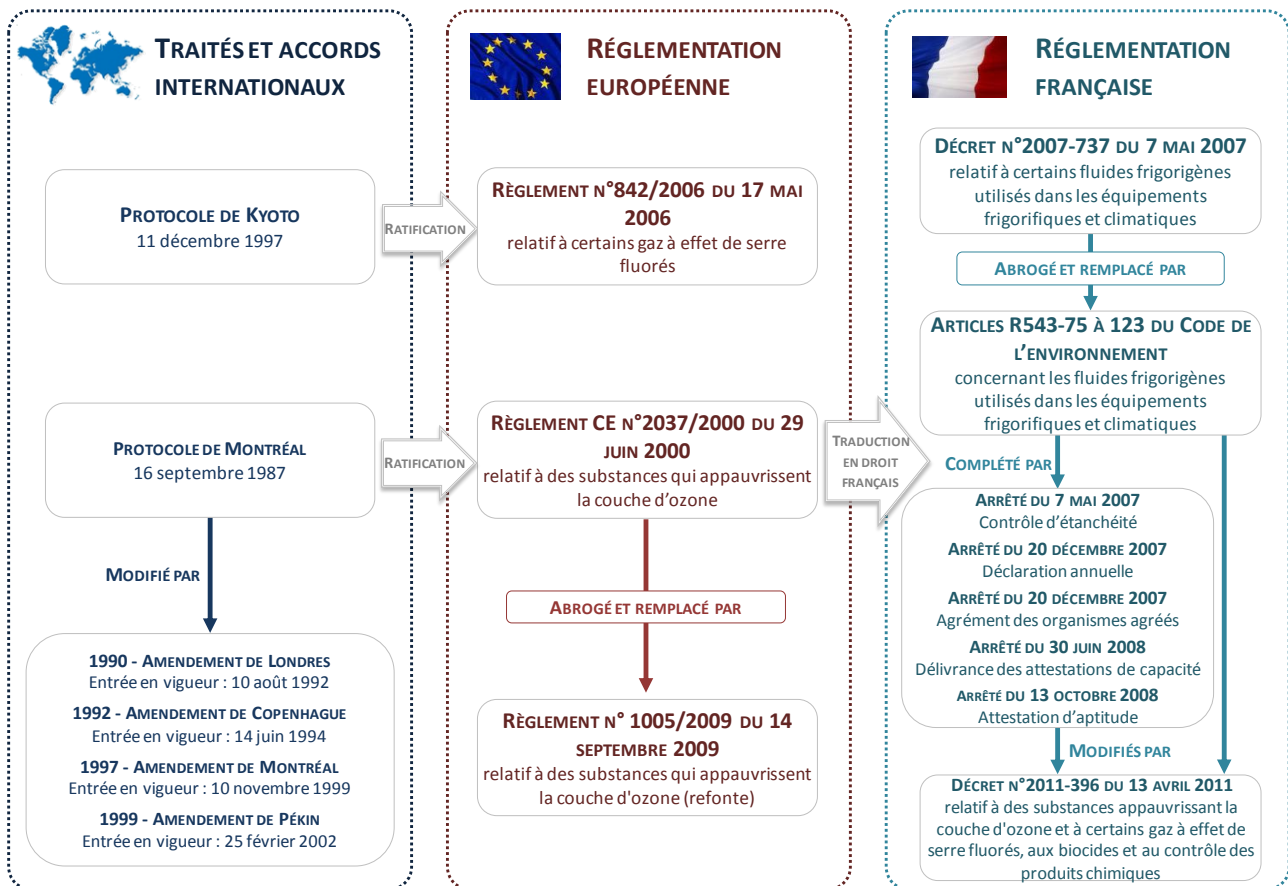 TRAITÉS ET ACCORDS
INTERNATIONAUX
PROTOCOLE DE KYOTO
11 décembre 1997
RATIFICATION
PROTOCOLE DE MONTRÉAL
16 septembre 1987
RATIFICATION
MODIFIÉ PAR
1990 - AMENDEMENT DE LONDRES
Entrée en vigueur : 10 août 1992
1992 - AMENDEMENT DE COPENHAGUE
Entrée en vigueur : 14 juin 1994
1997 - AMENDEMENT DE MONTRÉAL
Entrée en vigueur : 10 novembre 1999
1999 - AMENDEMENT DE PÉKIN
Entrée en vigueur : 25 février 2002
RÉGLEMENTATION
EUROPÉENNE
RÈGLEMENT N°842/2006 DU 17 MAI
2006
relatif à certains gaz à effet de serre
fluorés
RÈGLEMENT CE N°2037/2000 DU 29
JUIN 2000
relatif à des substances qui appauvrissent
la couche d'ozone
ABROGÉ ET REMPLACÉ PAR
RÈGLEMENT N° 1005/2009 DU 14
SEPTEMBRE 2009
relatif à des substances qui appauvrissent
la couche d'ozone (refonte)
TRADUCTION
EN DROIT
FRANÇAIS
RÉGLEMENTATION
FRANÇAISE
DÉCRET N°2007-737 DU 7 MAI 2007
relatif à certains fluides frigorigènes
utilisés dans les équipements
frigorifiques et climatiques
ABROGÉ ET REMPLACÉ PAR
ARTICLES R543-75 À 123 DU CODE DE
L'ENVIRONNEMENT
concernant les fluides frigorigènes
utilisés dans les équipements
frigorifiques et climatiques
COMPLÉTÉ PAR
ARRÊTÉ DU 7 MAI 2007
Contrôle d'étanchéité
ARRÊTÉ DU 20 DÉCEMBRE 2007
Déclaration annuelle
ARRÊTÉ DU 20 DÉCEMBRE 2007
Agrément des organismes agréés
ARRÊTÉ DU 30 JUIN 2008
Délivrance des attestations de capacité
ARRÊTÉ DU 13 OCTOBRE 2008
Attestation d'aptitude
MODIFIÉS PAR
DÉCRET N°2011-396 DU 13 AVRIL 2011
relatif à des substances appauvrissant la
couche d'ozone et à certains gaz à effet de
serre fluorés, aux biocides et au contrôle des
produits chimiques